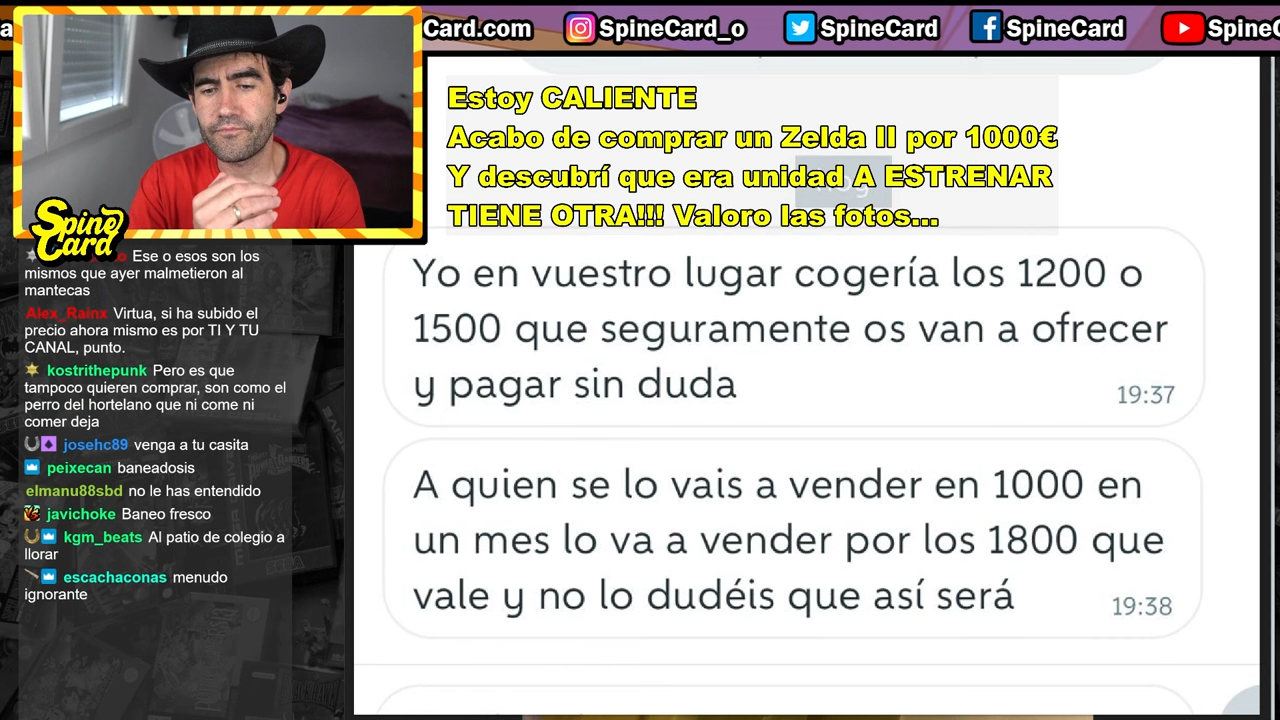 Card.com
SpineCard_o
SpineCard
SpineCard
Spine
Estoy CALIENTE
Acabo de comprar un Zelda II por 1000€
Y descubrí que era unidad A ESTRENAR
TIENE OTRA!!! Valoro las fotos...
Spine
Card
Ese o esos son los
mismos que ayer malmetieron al
mantecas
Alex_Rainx Virtua, si ha subido el
precio ahora mismo es por TI Y TU
CANAL, punto.
kostrithepunk Pero es que
tampoco quieren comprar, son como el
perro del hortelano que ni come ni
comer deja
josehc89 venga a tu casita
peixecan baneadosis
elmanu88sbd no le has entendido
javichoke Baneo fresco
kgm_beats Al patio de colegio a
llorar
escachaconas menudo
ignorante
Yo en vuestro lugar cogería los 1200 o
1500 que seguramente os van a ofrecer
y pagar sin duda
19:37
A quien se lo vais a vender en 1000 en
un mes lo va a vender por los 1800 que
vale y no lo dudéis que así será
19:38